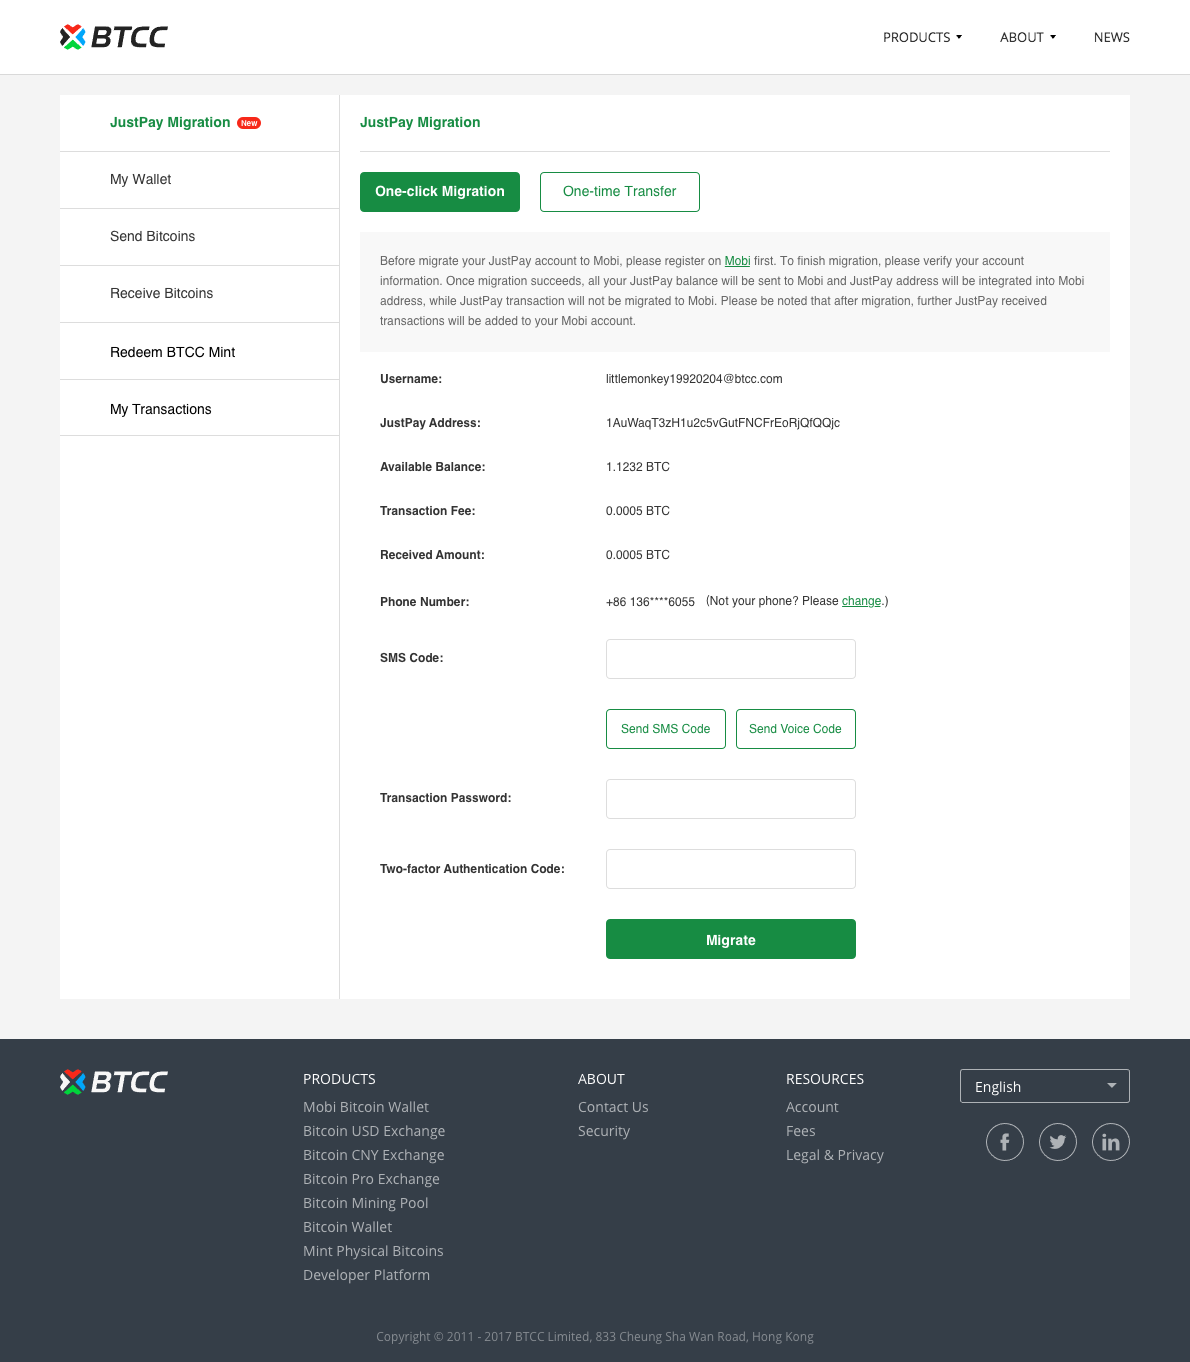 BTCC
PRODUCTS
ABOUT
NEWS
JustPay Migration New
My Wallet
Send Bitcoins
Receive Bitcoins
Redeem BTCC Mint
My Transactions
JustPay Migration
One-click Migration
One-time Transfer
Before migrate your JustPay account to Mobi, please register on Mobi first. To finish migration, please verify your account
information. Once migration succeeds, all your JustPay balance will be sent to Mobi and JustPay address will be integrated into Mobi
address, while JustPay transaction will not be migrated to Mobi. Please be noted that after migration, further JustPay received
transactions will be added to your Mobi account.
Username: littlemonkey19920204@btcc.com
JustPay Address: 1AuWaqT3zH1u2c5vGutFNCFrEoRjQfQQjc
Available Balance: 1.1232 BTC
Transaction Fee: 0.0005 BTC
Received Amount: 0.0005 BTC
Phone Number: +86 136****6055 (Not your phone? Please change.)
SMS Code:
Send SMS Code
Send Voice Code
Transaction Password:
Two-factor Authentication Code:
Migrate
BTCC
PRODUCTS
Mobi Bitcoin Wallet
Bitcoin USD Exchange
Bitcoin CNY Exchange
Bitcoin Pro Exchange
Bitcoin Mining Pool
Bitcoin Wallet
Mint Physical Bitcoins
Developer Platform
ABOUT
Contact Us
Security
RESOURCES
Account
Fees
Legal & Privacy
English
f
in
Copyright © 2011 - 2017 BTCC Limited, 833 Cheung Sha Wan Road, Hong Kong